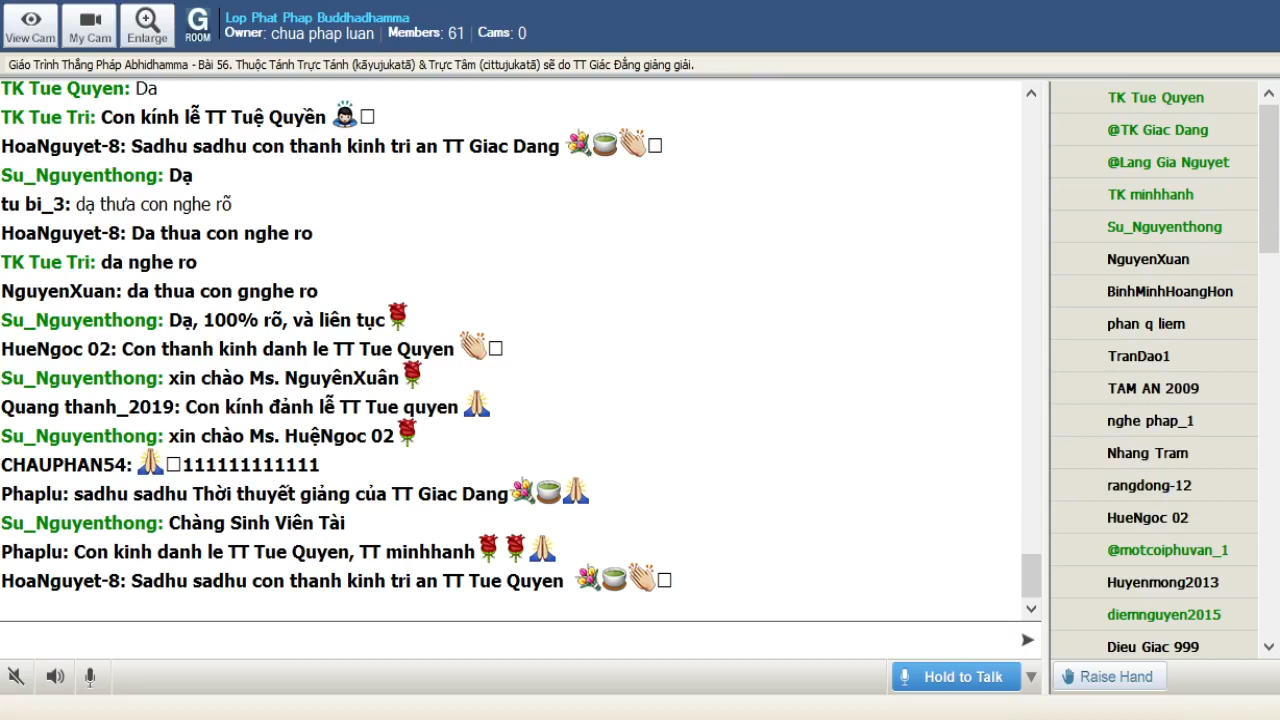 View Cam
My Cam
Enlarge
G
ROOM
Lop Phat Phap Buddhadhamma
Owner: chua phap luan | Members: 61 | Cams: 0
Giáo Trình Thắng Pháp Abhidhamma - Bài 56. Thuộc Tánh Trực Tánh (kāyujukatā) & Trực Tâm (cittujukatā) sẽ do TT Giác Đẳng giảng giải.
TK Tue Quyen: Da
TK Tue Tri: Con kính lễ TT Tuệ Quyền
HoaNguyet-8: Sadhu sadhu con thanh kinh tri an TT Giac Dang
Su_Nguyenthong: Dạ
tu bi_3: dạ thưa con nghe rõ
HoaNguyet-8: Da thua con nghe ro
TK Tue Tri: da nghe ro
NguyenXuan: da thua con gnghe ro
Su_Nguyenthong: Dạ, 100% rõ, và liên tục
HueNgoc 02: Con thanh kinh danh le TT Tue Quyen
Su_Nguyenthong: xin chào Ms. NguyênXuân
Quang thanh_2019: Con kính đảnh lễ TT Tue quyen
Su_Nguyenthong: xin chào Ms. HuệNgoc 02
CHAUPHAN54: 111111111111
Phaplu: sadhu sadhu Thời thuyết giảng của TT Giac Dang
Su_Nguyenthong: Chàng Sinh Viên Tài
Phaplu: Con kinh danh le TT Tue Quyen, TT minhhanh
HoaNguyet-8: Sadhu sadhu con thanh kinh tri an TT Tue Quyen
TK Tue Quyen
@TK Giac Dang
@Lang Gia Nguyet
TK minhhanh
Su_Nguyenthong
NguyenXuan
BinhMinhHoangHon
phan q liem
TranDao1
TAM AN 2009
nghe phap_1
Nhang Tram
rangdong-12
HueNgoc 02
@motcoiphuvan_1
Huyenmong2013
diemnguyen2015
Dieu Giac 999
Hold to Talk
Raise Hand